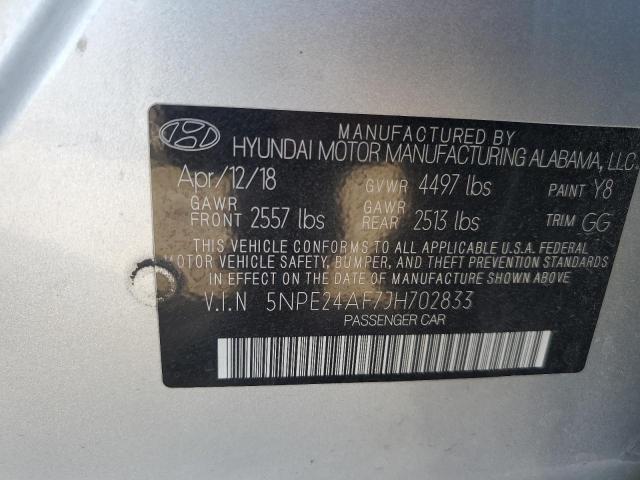 MANUFACTURED BY
HYUNDAI MOTOR MANUFACTURING ALABAMA, LLC
Apr/12/18 GVWR 4497 lbs PAINT Y8
GAWR FRONT 2557 lbs GAWR REAR 2513 lbs TRIM GG
THIS VEHICLE CONFORMS TO ALL APPLICABLE U.S.A. FEDERAL
MOTOR VEHICLE SAFETY, BUMPER, AND THEFT PREVENTION STANDARDS
IN EFFECT ON THE DATE OF MANUFACTURE SHOWN ABOVE.
V.I.N 5NPE24AF7JH702833
PASSENGER CAR